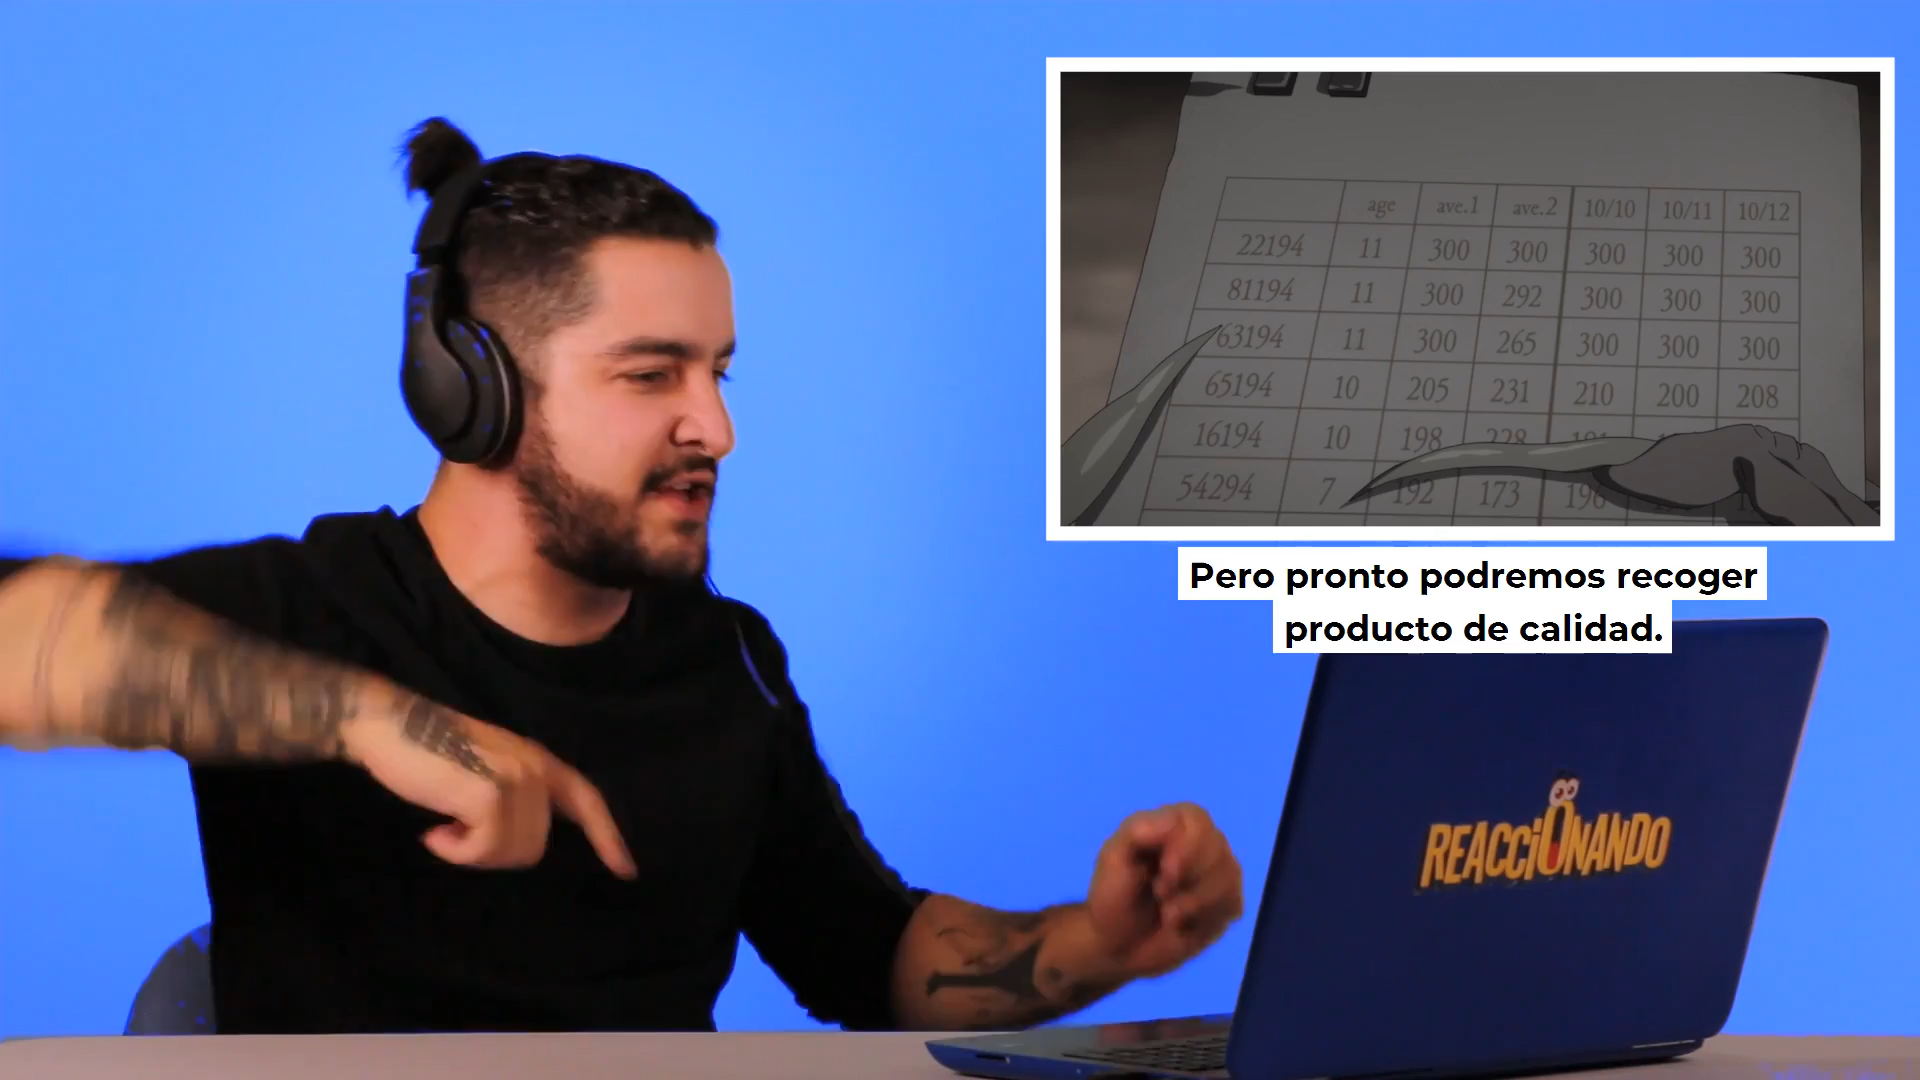 age ave.1 ave.2 10/10 10/11 10/12
22194 11 300 300 300 300 300
81194 11 300 292 300 300 300
63194 11 300 265 300 300 300
65194 10 205 231 210 200 208
16194 10 198 228
54294 7 192 173 196
Pero pronto podremos recoger
producto de calidad.
REACCIONANDO